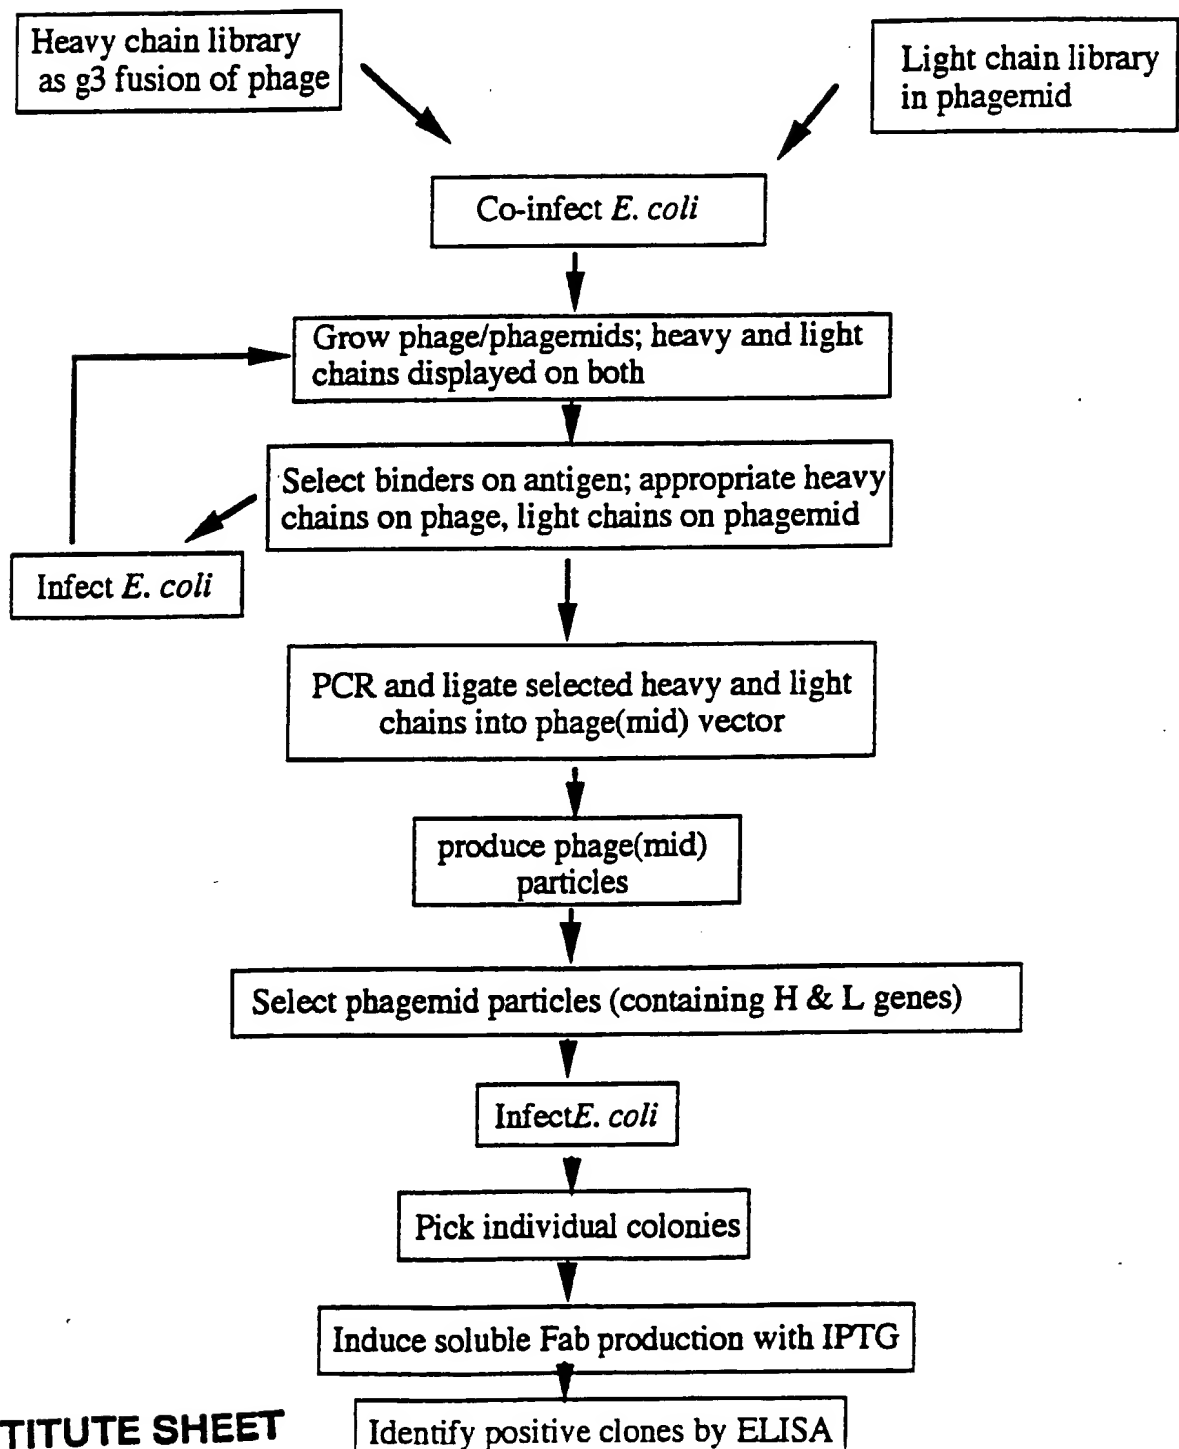 Heavy chain library
as g3 fusion of phage
Light chain library
in phagemid
Co-infect E. coli
Grow phage/phagemids; heavy and light
chains displayed on both
Select binders on antigen; appropriate heavy
chains on phage, light chains on phagemid
Infect E. coli
PCR and ligate selected heavy and light
chains into phage(mid) vector
produce phage(mid)
particles
Select phagemid particles (containing H & L genes)
InfectE. coli
Pick individual colonies
Induce soluble Fab production with IPTG
TITUTE SHEET
Identify positive clones by ELISA